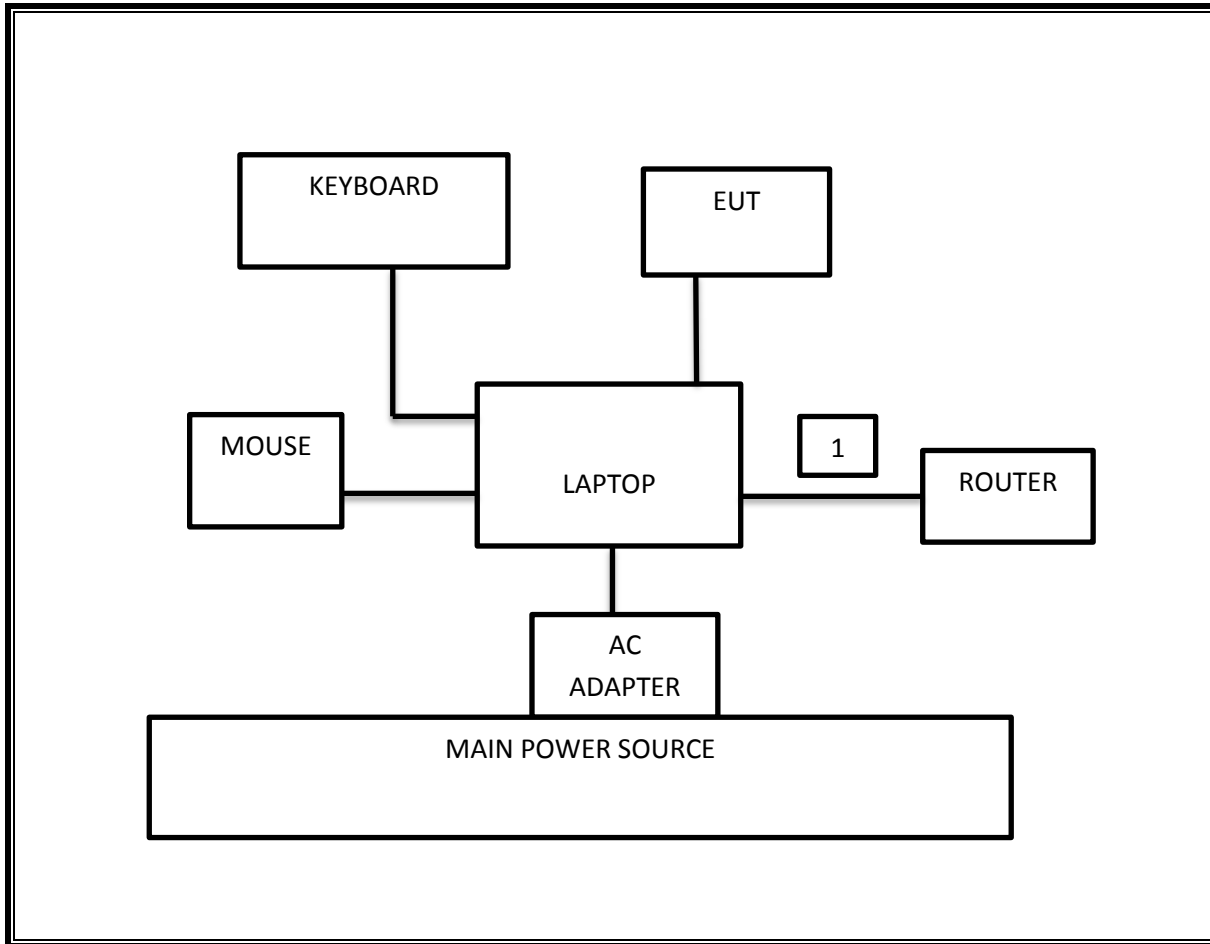 KEYBOARD
EUT
MOUSE
LAPTOP
1
ROUTER
AC
ADAPTER
MAIN POWER SOURCE